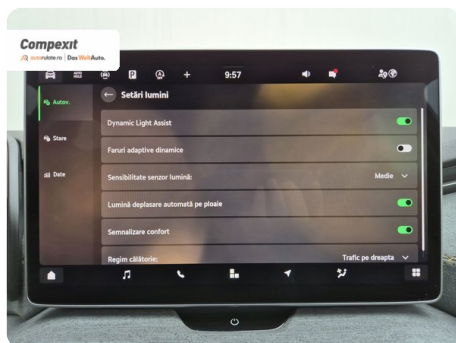 Compexit
autorulate.ro | Das WeltAuto.
9:57
Autov.
Setări lumini
Dynamic Light Assist
Stare
Faruri adaptive dinamice
Date
Sensibilitate senzor lumină: Medie
Lumină deplasare automată pe ploaie
Semnalizare confort
Regim călătorie: Trafic pe dreapta